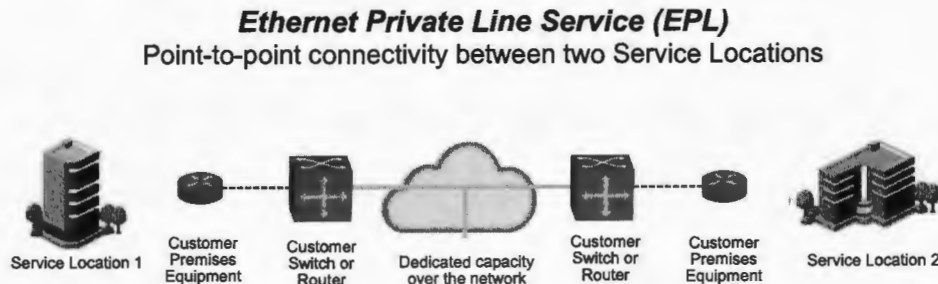 Ethernet Private Line Service (EPL)
Point-to-point connectivity between two Service Locations
Service Location 1
Customer
Premises
Equipment
Customer
Switch or
Router
Dedicated capacity
over the network
Customer
Switch or
Router
Customer
Premises
Equipment
Service Location 2